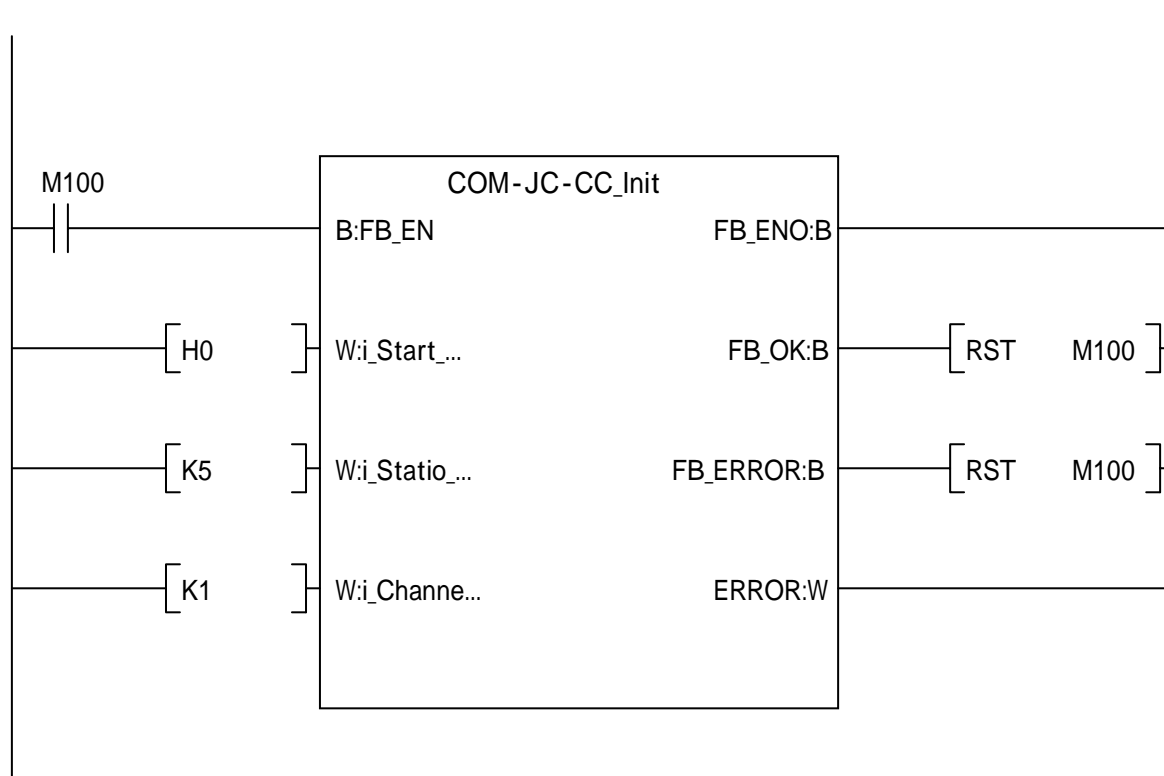 M100
COM-JC-CC_Init
B:FB_EN FB_ENO:B
H0 W:i_Start_... FB_OK:B RST M100
K5 W:i_Statio_... FB_ERROR:B RST M100
K1 W:i_Channe... ERROR:W